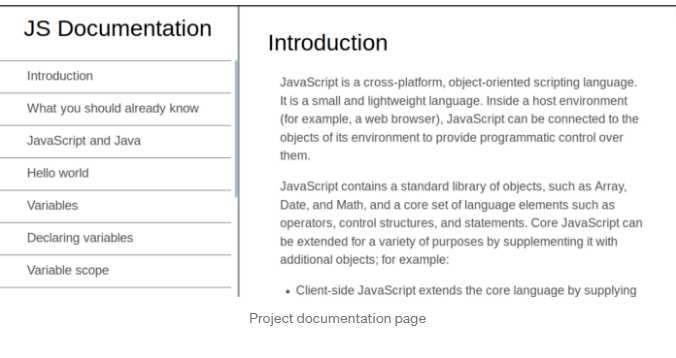 JS Documentation
Introduction
What you should already know
JavaScript and Java
Hello world
Variables
Declaring variables
Variable scope
Introduction
JavaScript is a cross-platform, object-oriented scripting language.
It is a small and lightweight language. Inside a host environment
(for example, a web browser), JavaScript can be connected to the
objects of its environment to provide programmatic control over
them.
JavaScript contains a standard library of objects, such as Array,
Date, and Math, and a core set of language elements such as
operators, control structures, and statements. Core JavaScript can
be extended for a variety of purposes by supplementing it with
additional objects; for example:
• Client-side JavaScript extends the core language by supplying
Project documentation page